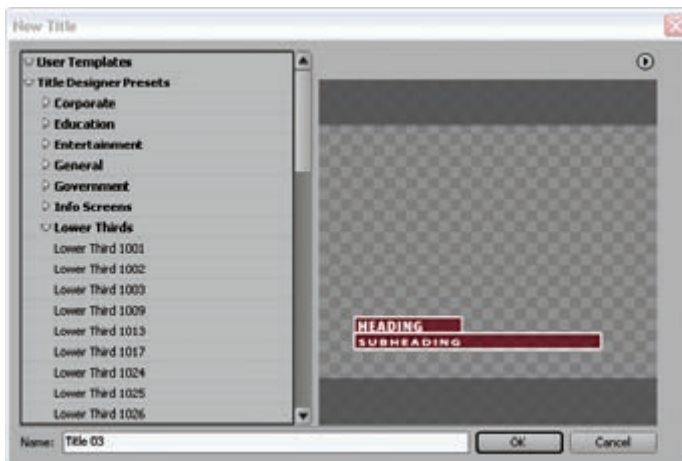 New Title
User Templates
Title Designer Presets
Corporate
Education
Entertainment
General
Government
Info Screens
Lower Thirds
Lower Third 1001
Lower Third 1002
Lower Third 1003
Lower Third 1009
Lower Third 1013
Lower Third 1017
Lower Third 1024
Lower Third 1025
Lower Third 1026
HEADING
SUBHEADING
Name: Title 03
OK
Cancel